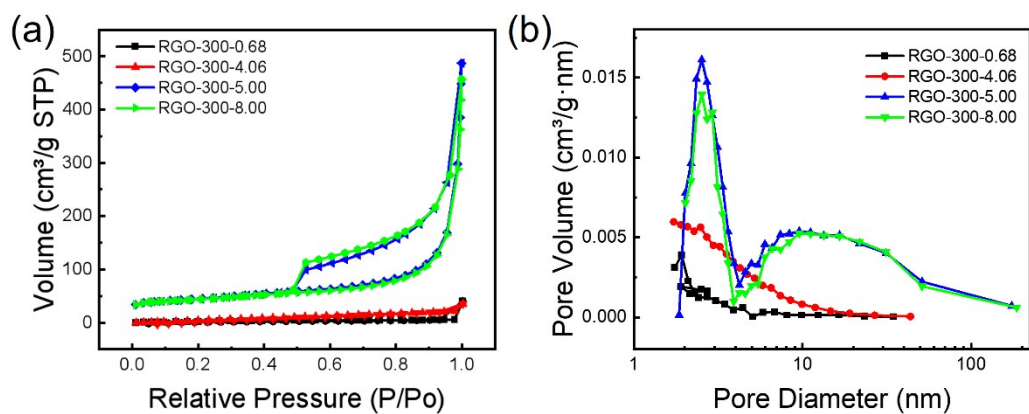 (a)
RGO-300-0.68
RGO-300-4.06
RGO-300-5.00
RGO-300-8.00
500
400
300
200
100
0
Volume (cm³/g STP)
0.0 0.2 0.4 0.6 0.8 1.0
Relative Pressure (P/Po)
(b)
RGO-300-0.68
RGO-300-4.06
RGO-300-5.00
RGO-300-8.00
0.015
0.010
0.005
0.000
Pore Volume (cm³/g·nm)
1 10 100
Pore Diameter (nm)